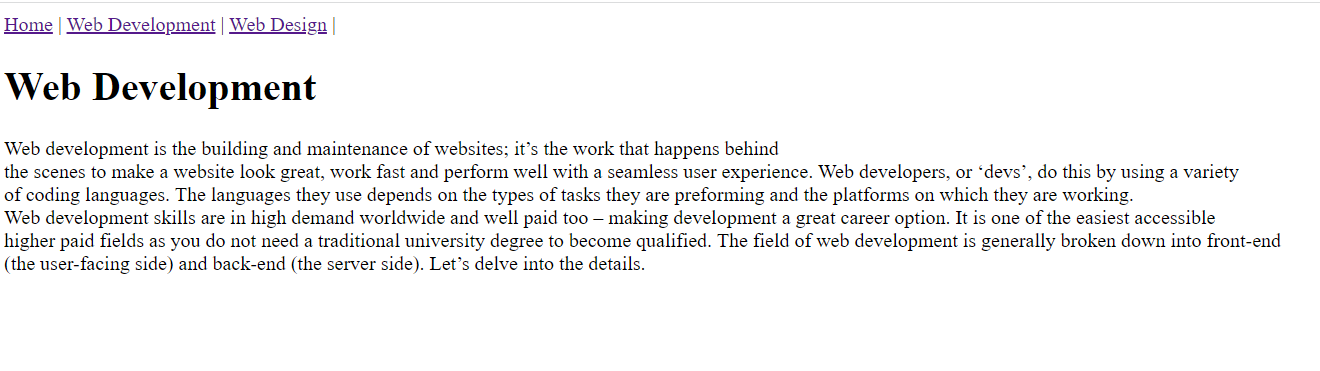 Home | Web Development | Web Design |
Web Development
Web development is the building and maintenance of websites; it’s the work that happens behind
the scenes to make a website look great, work fast and perform well with a seamless user experience. Web developers, or ‘devs’, do this by using a variety
of coding languages. The languages they use depends on the types of tasks they are preforming and the platforms on which they are working.
Web development skills are in high demand worldwide and well paid too – making development a great career option. It is one of the easiest accessible
higher paid fields as you do not need a traditional university degree to become qualified. The field of web development is generally broken down into front-end
(the user-facing side) and back-end (the server side). Let’s delve into the details.